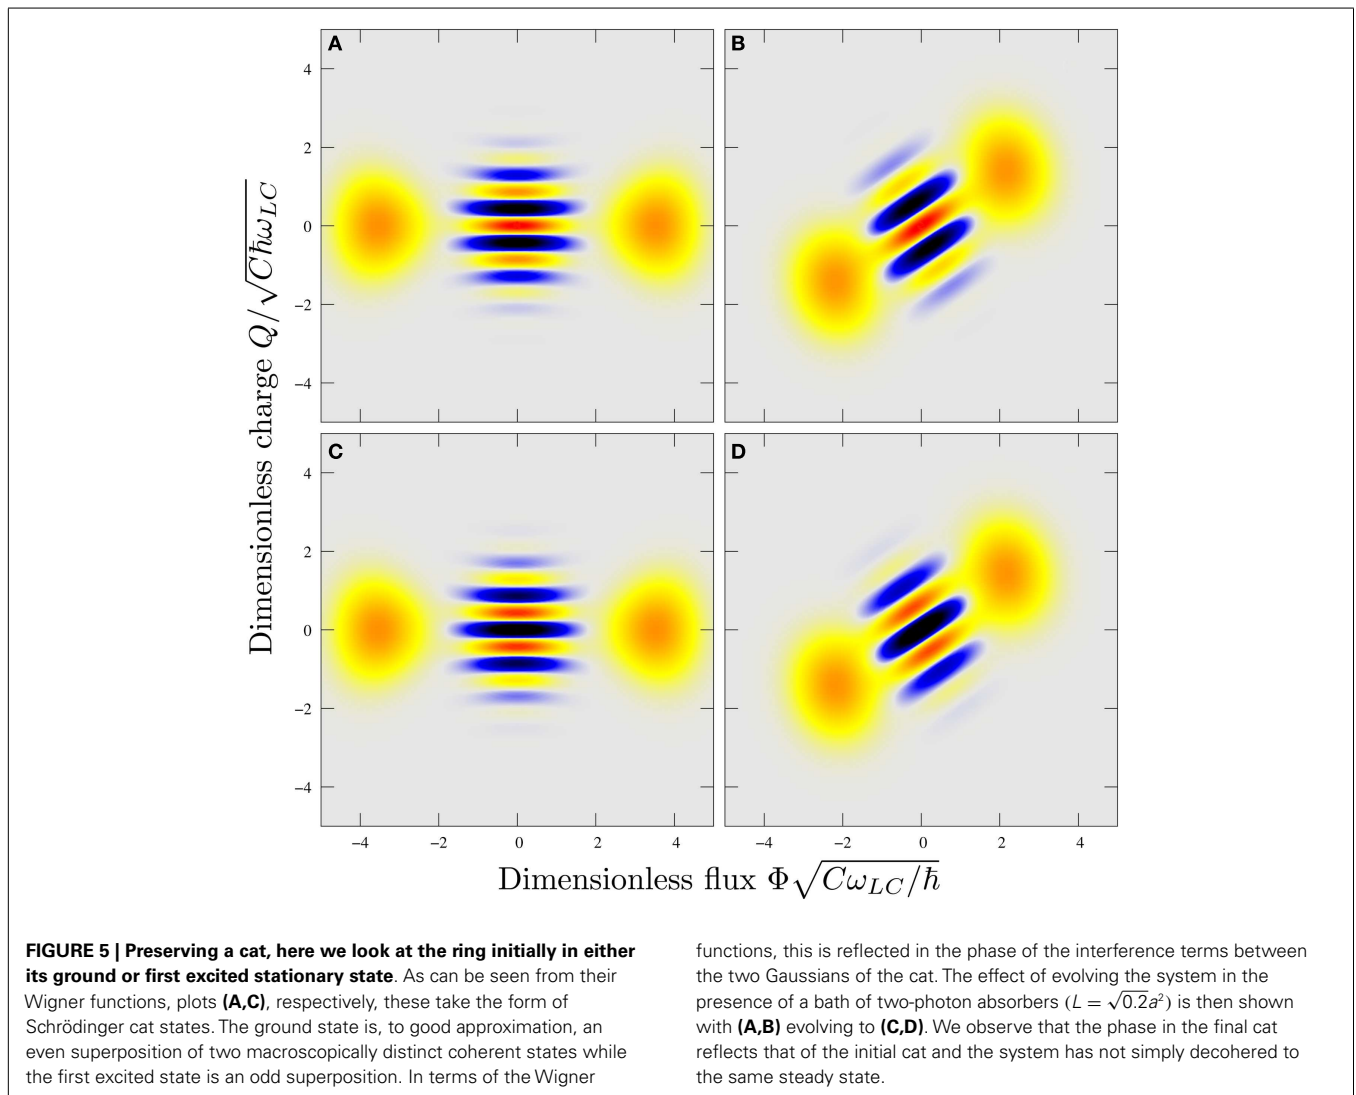 A
B
4
2
0
−2
−4
C
D
4
2
0
−2
−4
−4
−2
0
2
4
−4
−2
0
2
4
Dimensionless charge Q/√CℏωLC
Dimensionless flux Φ√CωLC/ℏ
FIGURE 5 | Preserving a cat, here we look at the ring initially in either
its ground or first excited stationary state. As can be seen from their
Wigner functions, plots (A,C), respectively, these take the form of
Schrödinger cat states. The ground state is, to good approximation, an
even superposition of two macroscopically distinct coherent states while
the first excited state is an odd superposition. In terms of the Wigner
functions, this is reflected in the phase of the interference terms between
the two Gaussians of the cat. The effect of evolving the system in the
presence of a bath of two-photon absorbers (L = √0.2a²) is then shown
with (A,B) evolving to (C,D). We observe that the phase in the final cat
reflects that of the initial cat and the system has not simply decohered to
the same steady state.